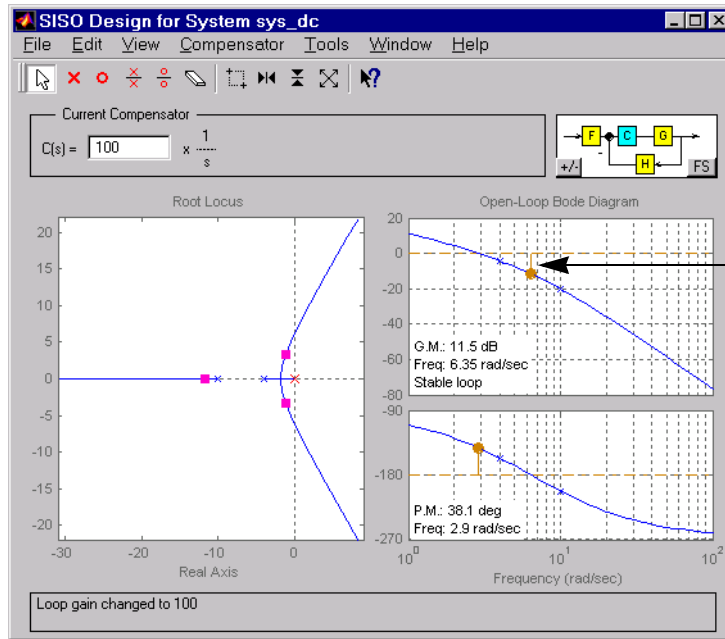 SISO Design for System sys_dc
File Edit View Compensator Tools Window Help
Current Compensator
C(s) = 100 x 1
s
F C G
-
H
+/- FS
Root Locus
20
15
10
5
0
-5
-10
-15
-20
-30 -20 -10 0
Real Axis
Open-Loop Bode Diagram
20
0
-20
-40
-60
-80
G.M.: 11.5 dB
Freq: 6.35 rad/sec
Stable loop
-90
-180
-270
P.M.: 38.1 deg
Freq: 2.9 rad/sec
10^0 10^1 10^2
Frequency (rad/sec)
Loop gain changed to 100